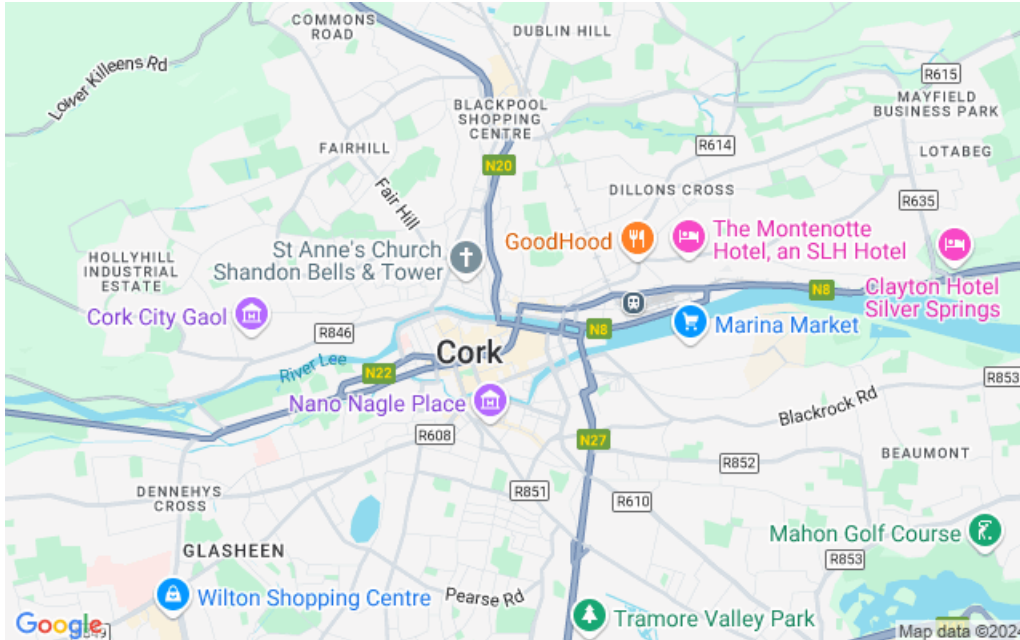 COMMONS
ROAD
DUBLIN HILL
Lower Killeens Rd
R615
MAYFIELD
BUSINESS PARK
BLACKPOOL
SHOPPING
CENTRE
FAIRHILL
R614
LOTABEG
N20
Fair Hill
DILLONS CROSS
R635
St Anne's Church
Shandon Bells & Tower
GoodHood
The Montenotte
Hotel, an SLH Hotel
HOLLYHILL
INDUSTRIAL
ESTATE
Clayton Hotel
Silver Springs
N8
Cork City Gaol
R846
N8
Marina Market
River Lee
Cork
N22
R853
Nano Nagle Place
Blackrock Rd
R608
N27
R852
BEAUMONT
DENNEHYS
CROSS
R851
R610
GLASHEEN
Mahon Golf Course
R853
Wilton Shopping Centre
Pearse Rd
Tramore Valley Park
Google
Map data ©2024